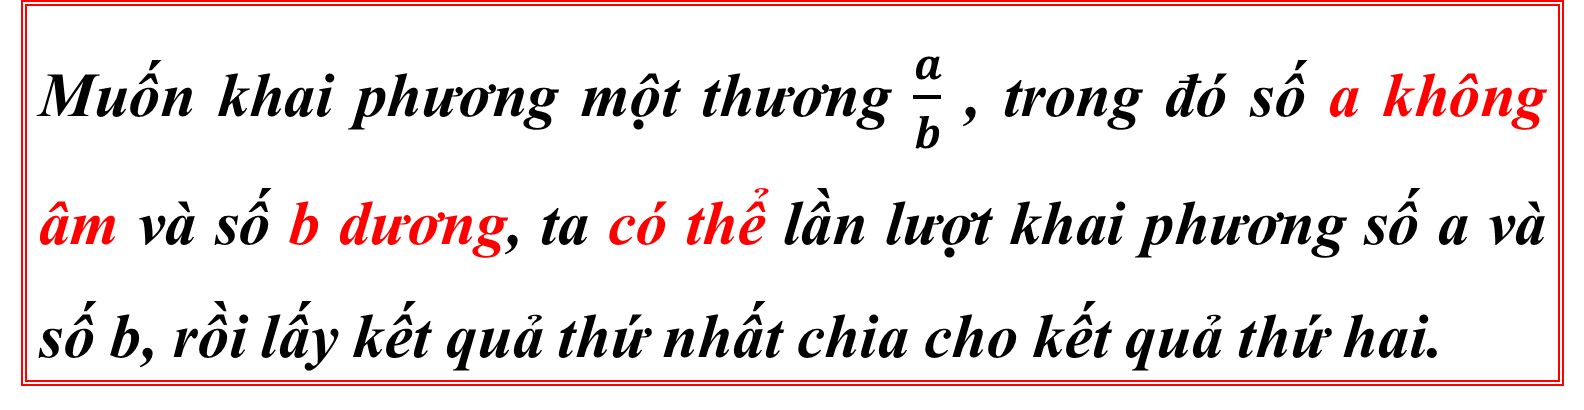 Muốn khai phương một thương a/b , trong đó số a không
âm và số b dương, ta có thể lần lượt khai phương số a và
số b, rồi lấy kết quả thứ nhất chia cho kết quả thứ hai.